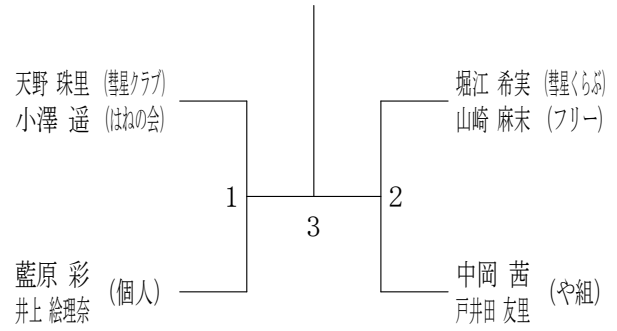 天野 珠里 (彗星クラブ)
小澤 遥 (はねの会)
堀江 希実 (彗星くらぶ)
山崎 麻末 (フリー)
1
2
3
藍原 彩
井上 絵理奈
(個人)
中岡 茜
戸井田 友里
(や組)